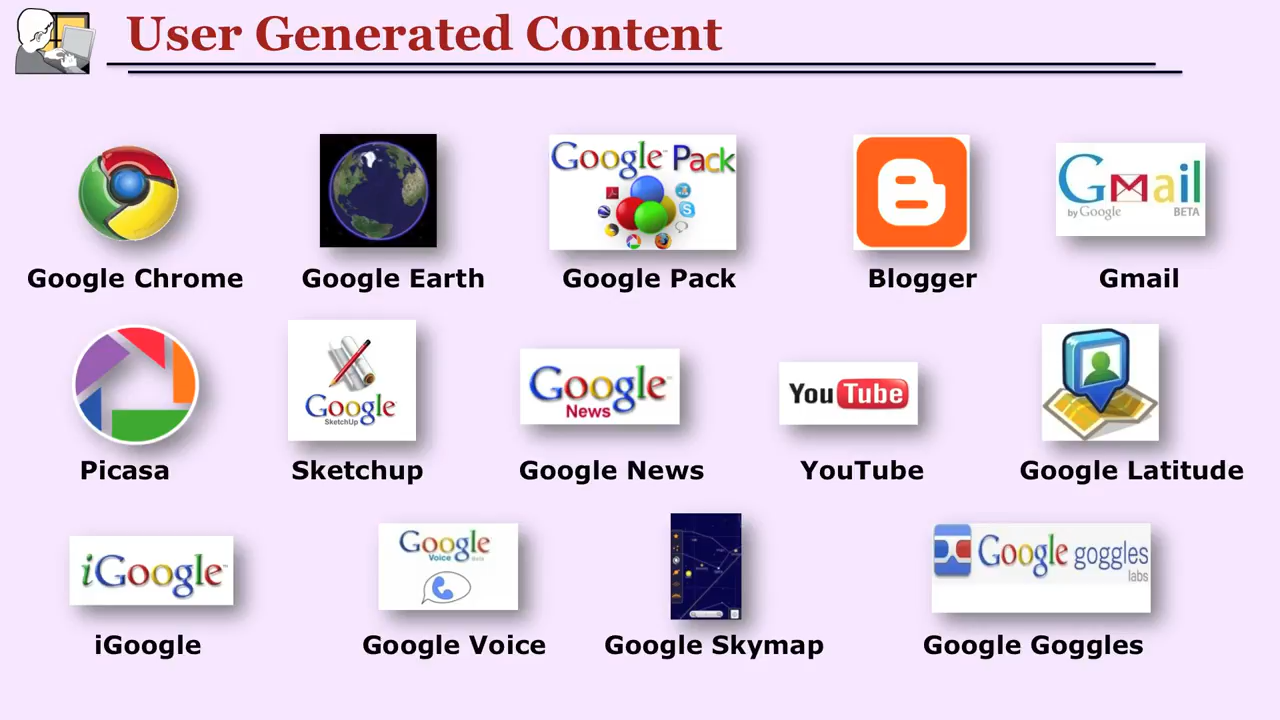 User Generated Content
Google Pack
Gmail
by Google BETA
Google Chrome
Google Earth
Google Pack
Blogger
Gmail
Google
SketchUp
Google
News
YouTube
Picasa
Sketchup
Google News
YouTube
Google Latitude
iGoogle
Google
Voice BETA
Google goggles
labs
iGoogle
Google Voice
Google Skymap
Google Goggles